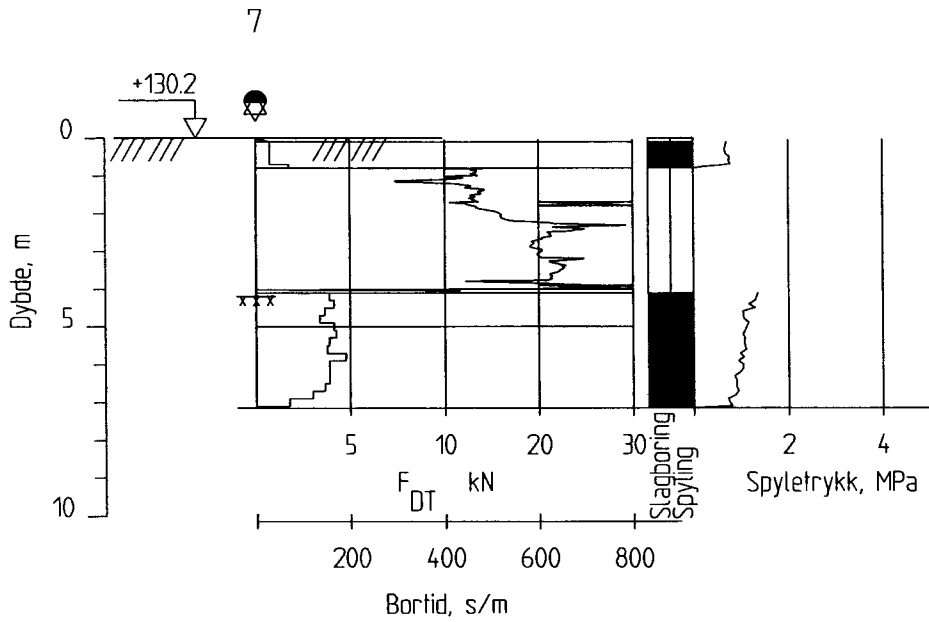 7
+130.2
0
5
10
Dybde, m
5 10 20 30
F DT kN
Slagboring
Spyling
2 4
Spyletrykk, MPa
200 400 600 800
Bortid, s/m